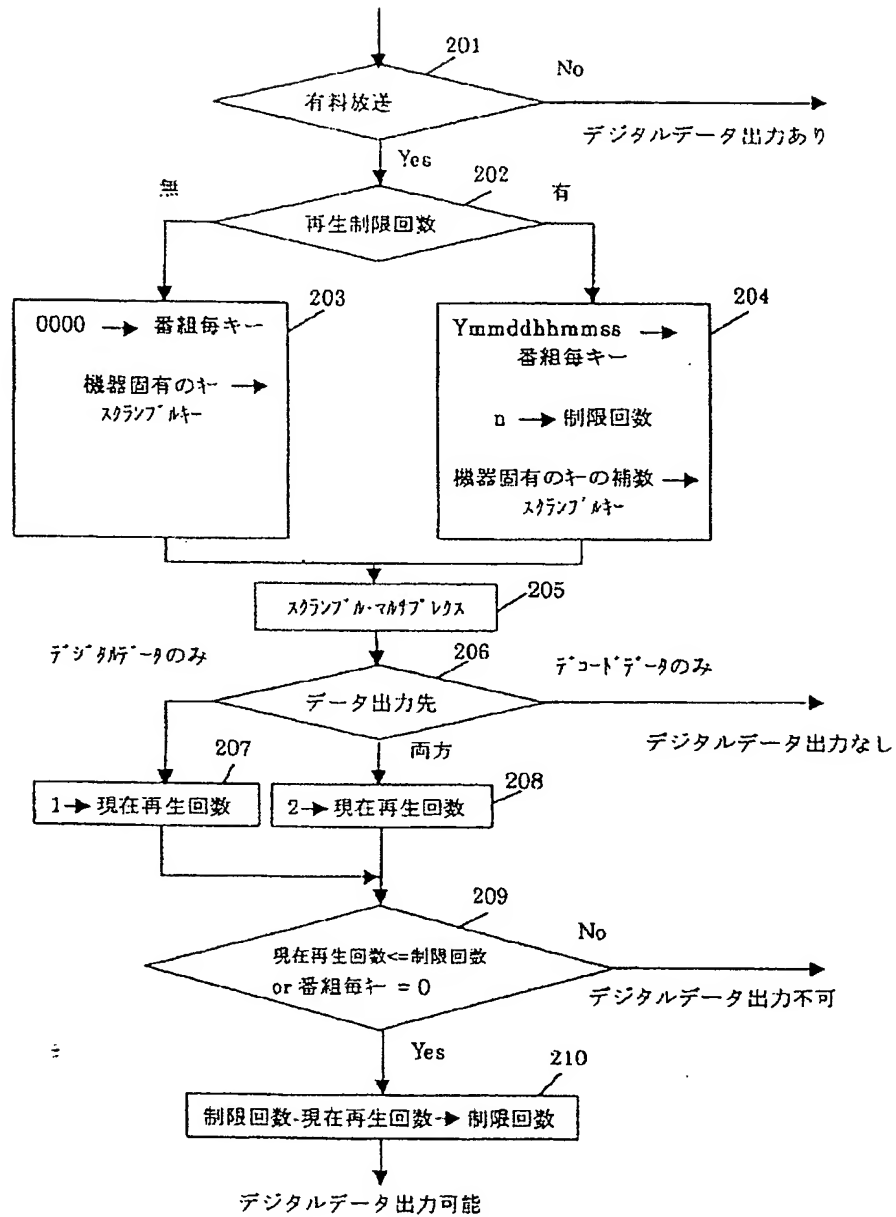 201
No
有料放送
デジタルデータ出力あり
Yes
無
202
有
再生制限回数
203
0000 → 番組毎キー
機器固有のキー →
スクランブルキー
204
Ymmddhhmmss →
番組毎キー
n → 制限回数
機器固有のキーの補数 →
スクランブルキー
スクランブル・マルチプレクス
205
デジタルデータのみ
206
デコードデータのみ
データ出力先
デジタルデータ出力なし
両方
207
1→現在再生回数
2→現在再生回数
208
209
No
現在再生回数<=制限回数
or 番組毎キー = 0
デジタルデータ出力不可
Yes
210
制限回数-現在再生回数→ 制限回数
デジタルデータ出力可能